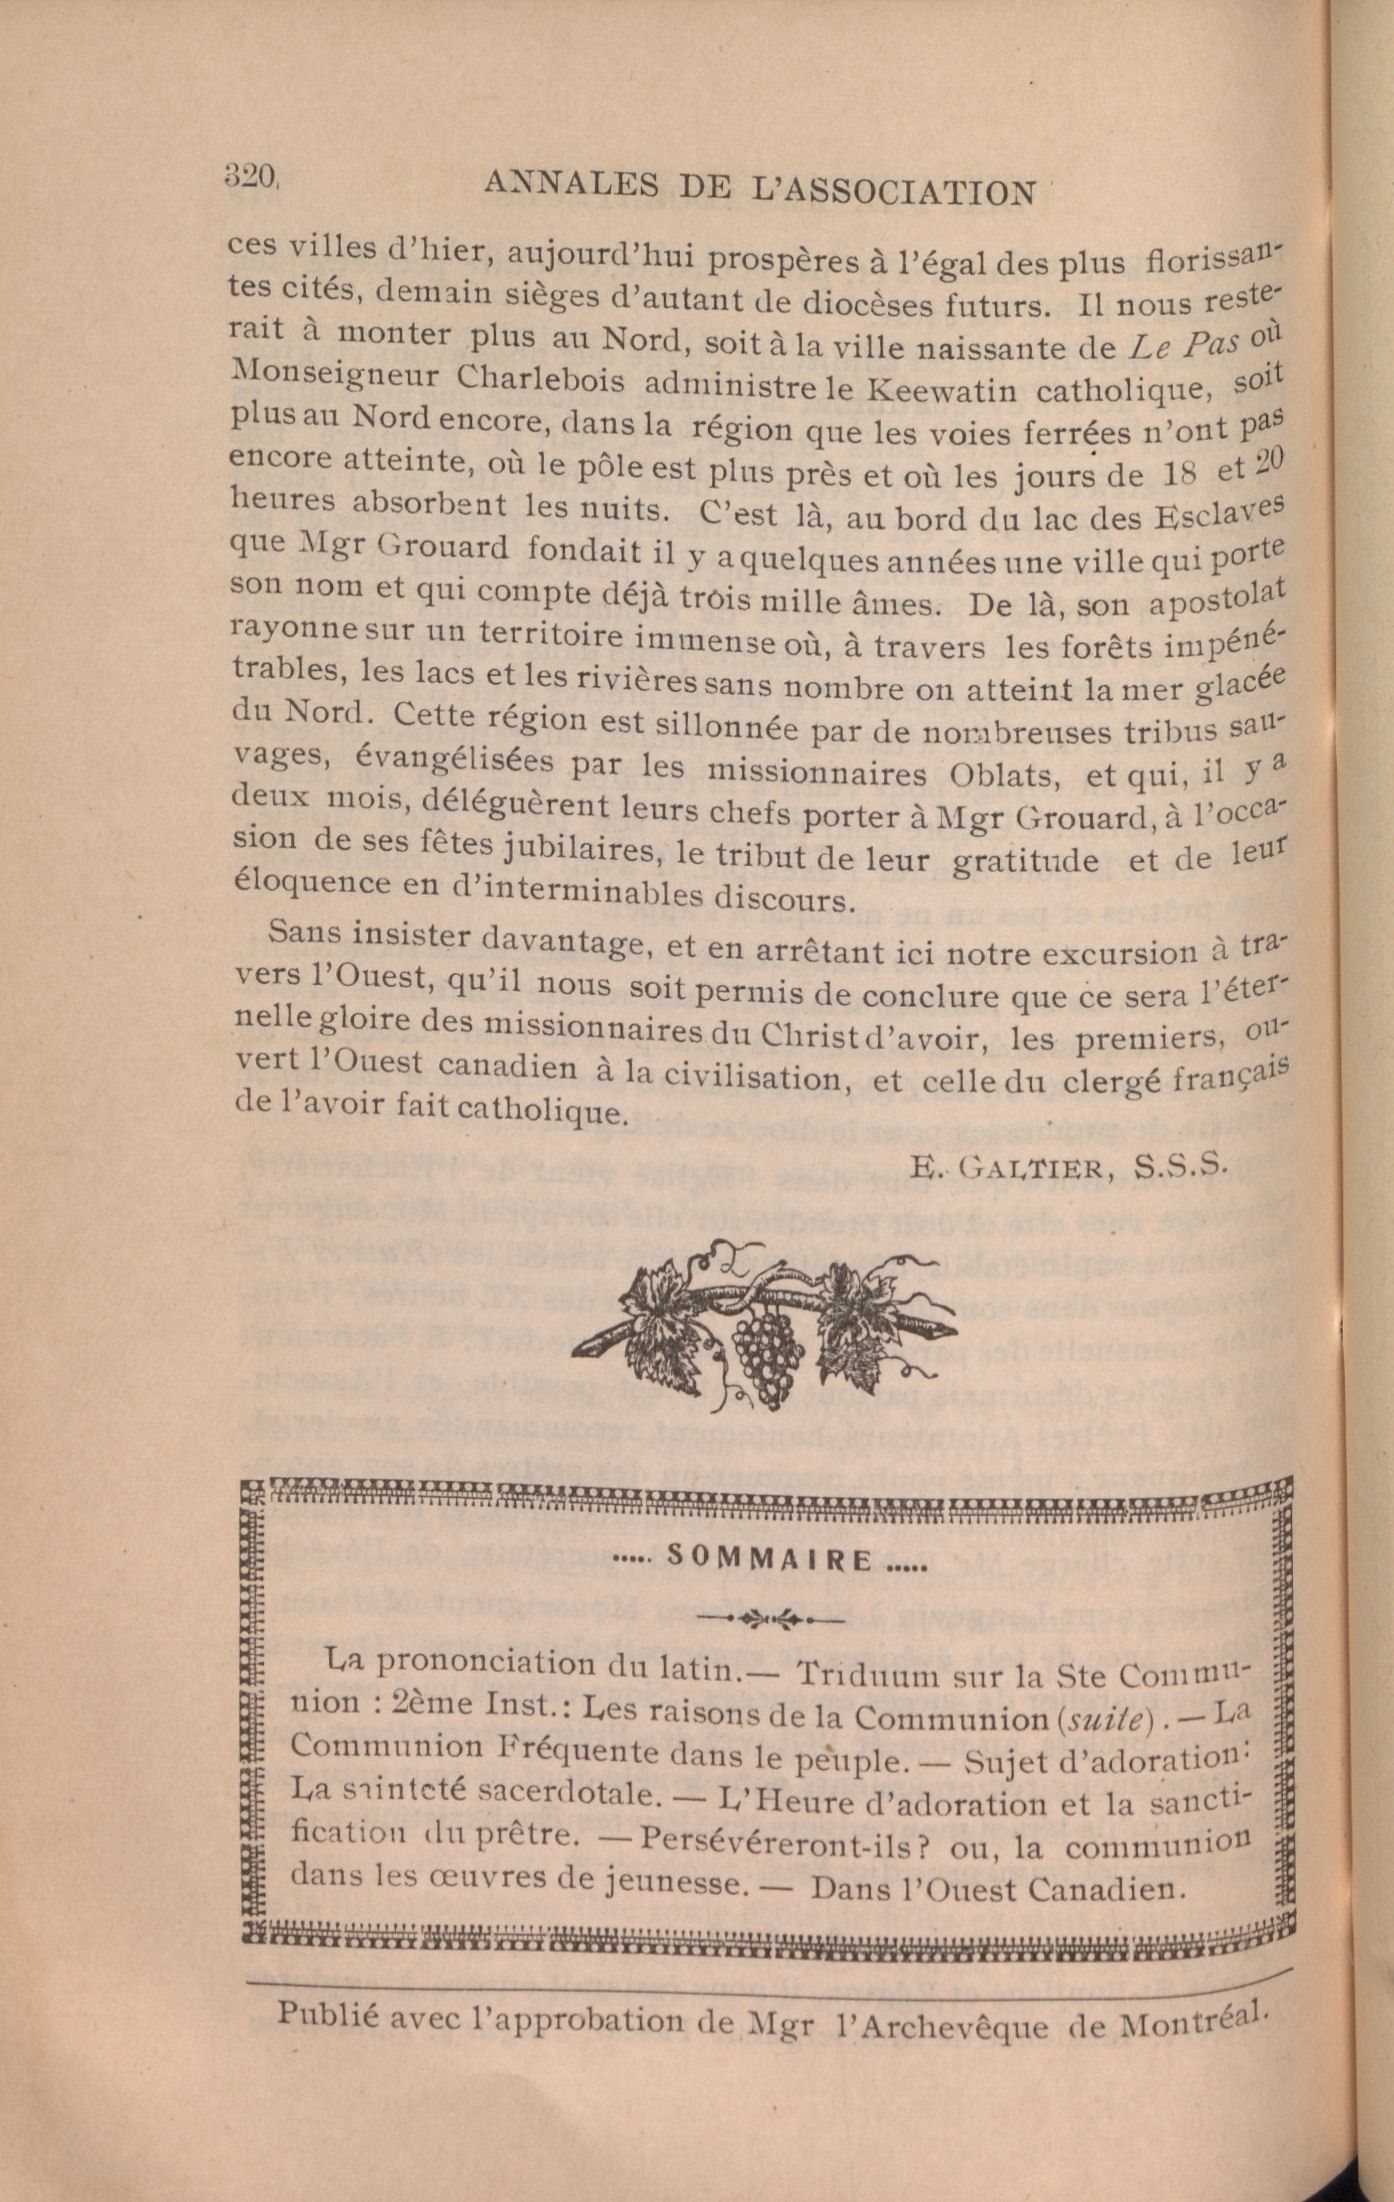 320
ANNALES DE L'ASSOCIATION
ces villes d'hier, aujourd'hui prospères à l'égal des plus florissan-
tes cités, demain sièges d'autant de diocèses futurs. Il nous reste-
rait à monter plus au Nord, soit à la ville naissante de Le Pas où
Monseigneur Charlebois administre le Keewatin catholique, soit
plus au Nord encore, dans la région que les voies ferrées n'ont pas
encore atteinte, où le pôle est plus près et où les jours de 18 et 20
heures absorbent les nuits. C'est là, au bord du lac des Esclaves
que Mgr Grouard fondait il y a quelques années une ville qui porte
son nom et qui compte déjà trois mille âmes. De là, son apostolat
rayonne sur un territoire immense où, à travers les forêts impéné-
trables, les lacs et les rivières sans nombre on atteint la mer glacée
du Nord. Cette région est sillonnée par de nombreuses tribus sau-
vages, évangélisées par les missionnaires Oblats, et qui, il y a
deux mois, déléguèrent leurs chefs porter à Mgr Grouard, à l'occa-
sion de ses fêtes jubilaires, le tribut de leur gratitude et de leur
éloquence en d'interminables discours.
Sans insister davantage, et en arrêtant ici notre excursion à tra-
vers l'Ouest, qu'il nous soit permis de conclure que ce sera l'éter-
nelle gloire des missionnaires du Christ d'avoir, les premiers, ou-
vert l'Ouest canadien à la civilisation, et celle du clergé français
de l'avoir fait catholique.
E. GALTIER, S.S.S.
..... SOMMAIRE .....
La prononciation du latin.— Triduum sur la Ste Commu-
nion : 2ème Inst.: Les raisons de la Communion (suite). — La
Communion Fréquente dans le peuple. — Sujet d'adoration:
La sainteté sacerdotale. — L'Heure d'adoration et la sancti-
fication du prêtre. — Persévéreront-ils? ou, la communion
dans les œuvres de jeunesse. — Dans l'Ouest Canadien.
Publié avec l'approbation de Mgr l'Archevêque de Montréal.